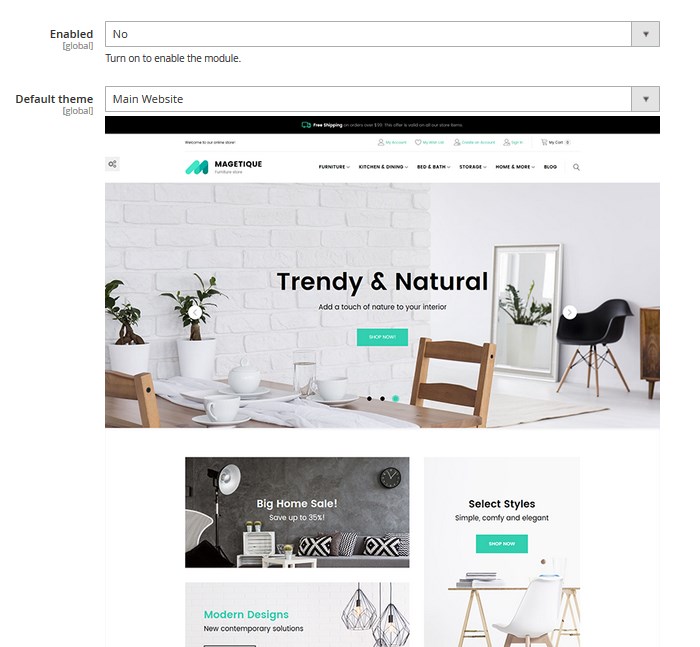 Enabled
[global]
No
Turn on to enable the module.
Default theme
[global]
Main Website
Free Shipping on orders over $99. This offer is valid on all our store items.
Welcome to our online store!
My Account
My Wish List
Create an Account
Sign In
My Cart 0
MAGETIQUE
Furniture store
FURNITURE
KITCHEN & DINING
BED & BATH
STORAGE
HOME & MORE
BLOG
Trendy & Natural
Add a touch of nature to your interior
SHOP NOW!
Big Home Sale!
Save up to 35%!
Select Styles
Simple, comfy and elegant
SHOP NOW
Modern Designs
New contemporary solutions